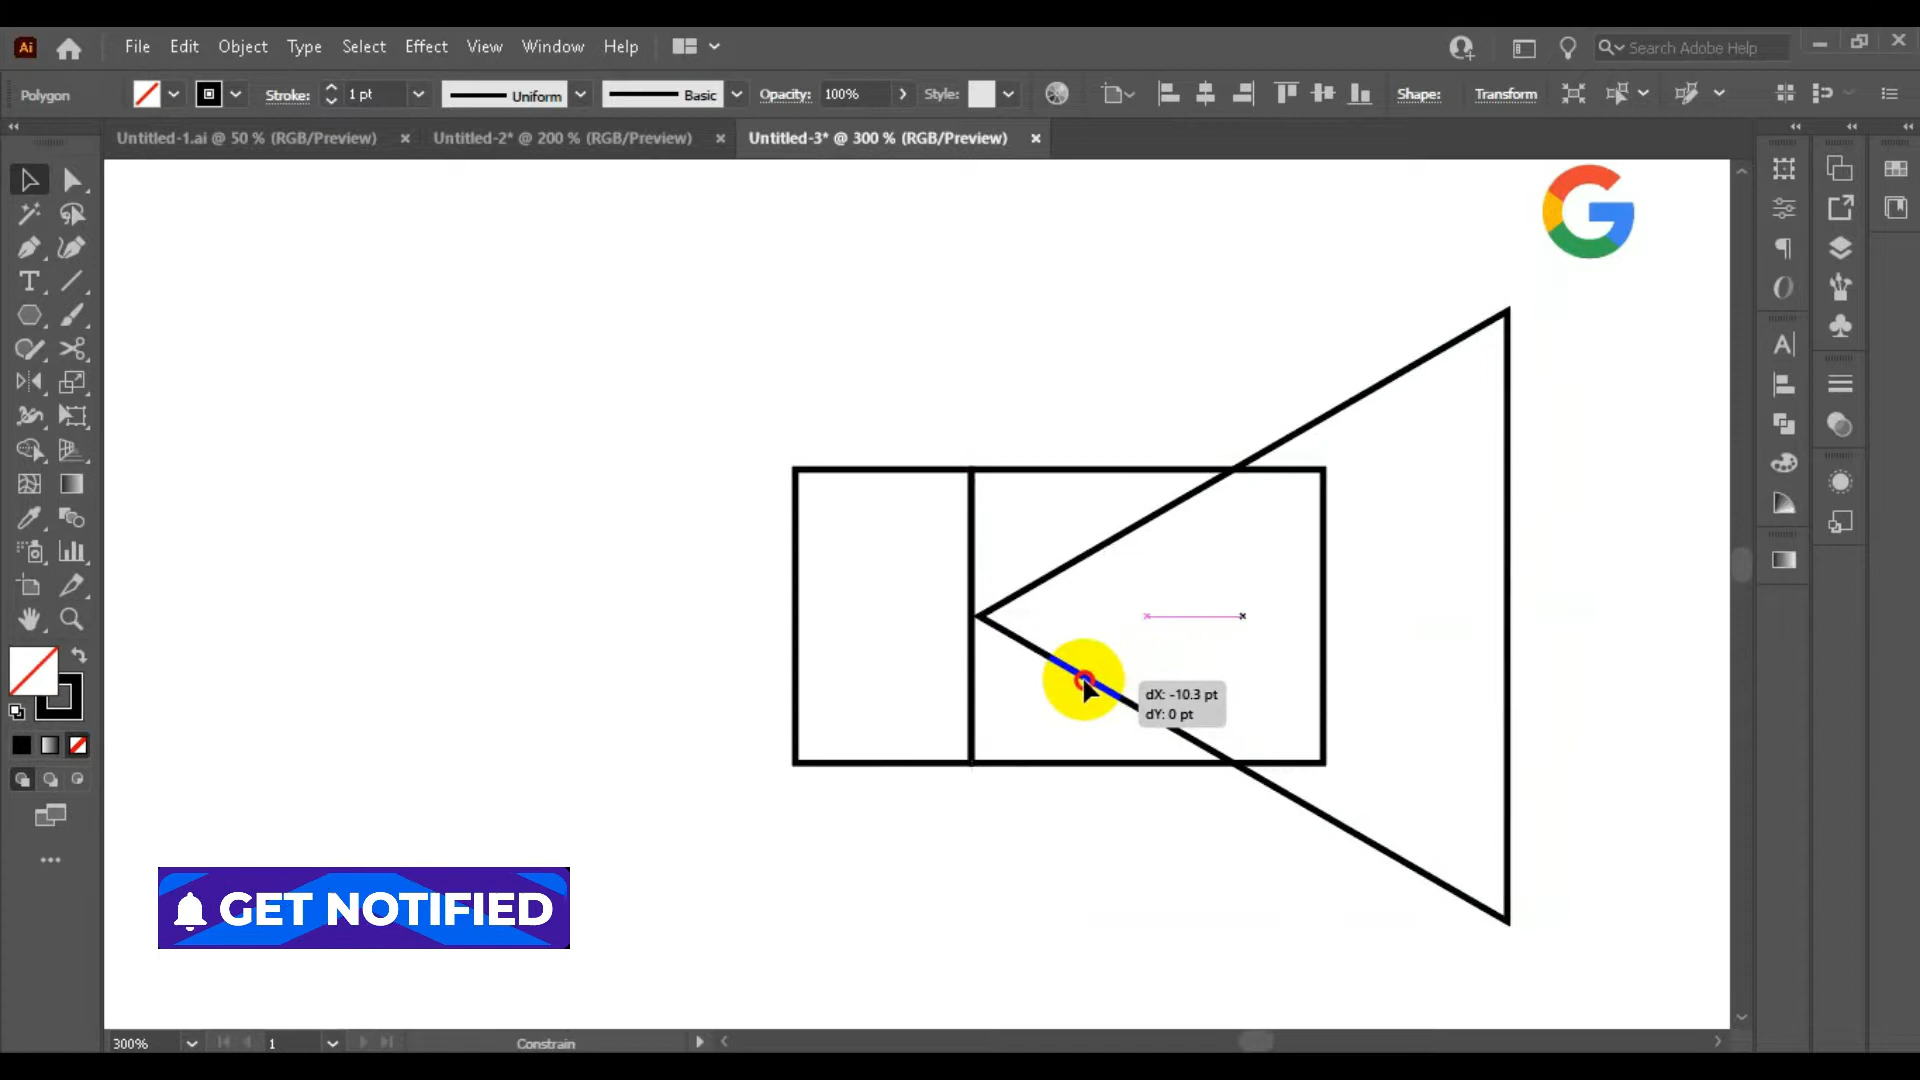 Ai File Edit Object Type Select Effect View Window Help Search Adobe Help
Polygon Stroke: 1 pt Uniform Basic Opacity: 100% Style: Shape: Transform
Untitled-1.ai @ 50 % (RGB/Preview) × Untitled-2* @ 200 % (RGB/Preview) × Untitled-3* @ 300 % (RGB/Preview) ×
dX: -10.3 pt
dY: 0 pt
GET NOTIFIED
300% 1 Constrain